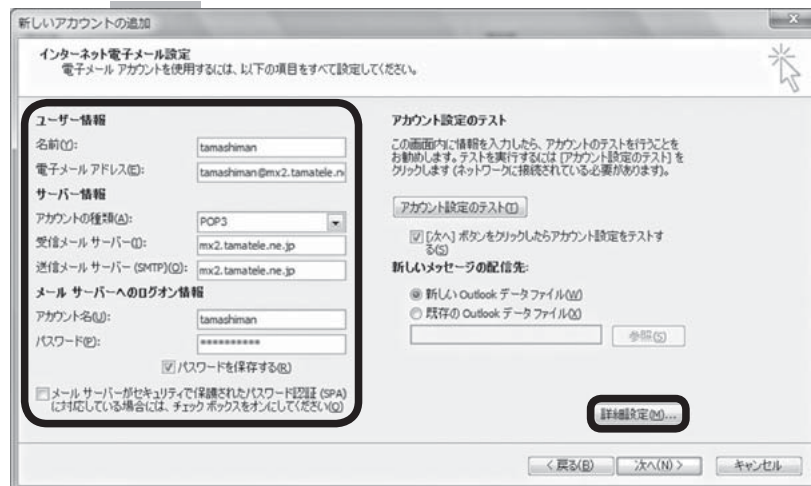 新しいアカウントの追加
インターネット電子メール設定
電子メール アカウントを使用するには、以下の項目をすべて設定してください。
ユーザー情報
名前(Y):
tamashiman
電子メール アドレス(E):
tamashiman@mx2.tamatele.n
サーバー情報
アカウントの種類(A):
POP3
受信メール サーバー(I):
mx2.tamatele.ne.jp
送信メール サーバー (SMTP)(O):
mx2.tamatele.ne.jp
メール サーバーへのログオン情報
アカウント名(U):
tamashiman
パスワード(P):
**********
パスワードを保存する(R)
メール サーバーがセキュリティで保護されたパスワード認証 (SPA)
に対応している場合には、チェック ボックスをオンにしてください(Q)
アカウント設定のテスト
この画面内に情報を入力したら、アカウントのテストを行うことを
お勧めします。テストを実行するには [アカウント設定のテスト] を
クリックします (ネットワークに接続されている必要があります)。
アカウント設定のテスト(T)
[次へ] ボタンをクリックしたらアカウント設定をテストす
る(S)
新しいメッセージの配信先:
新しい Outlook データ ファイル(W)
既存の Outlook データ ファイル(X)
参照(S)
詳細設定(M)...
< 戻る(B)
次へ(N) >
キャンセル